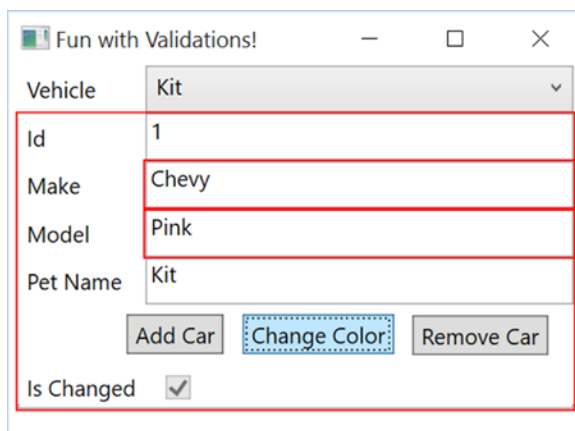 Fun with Validations!
Vehicle Kit
Id 1
Make Chevy
Model Pink
Pet Name Kit
Add Car Change Color Remove Car
Is Changed